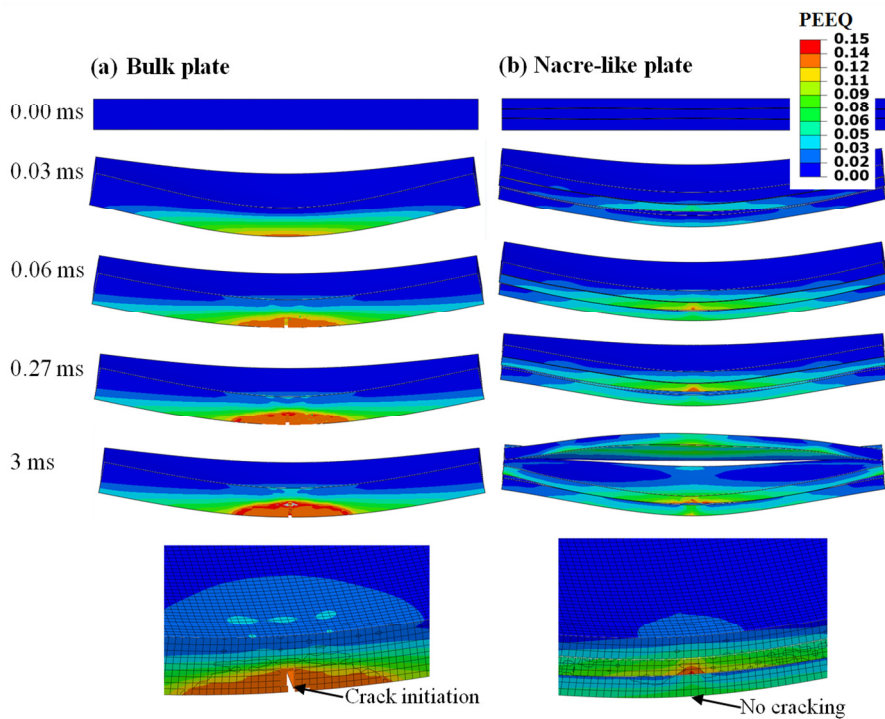 PEEQ
0.15
0.14
0.12
0.11
0.09
0.08
0.06
0.05
0.03
0.02
0.00
(a) Bulk plate
(b) Nacre-like plate
0.00 ms
0.03 ms
0.06 ms
0.27 ms
3 ms
Crack initiation
No cracking